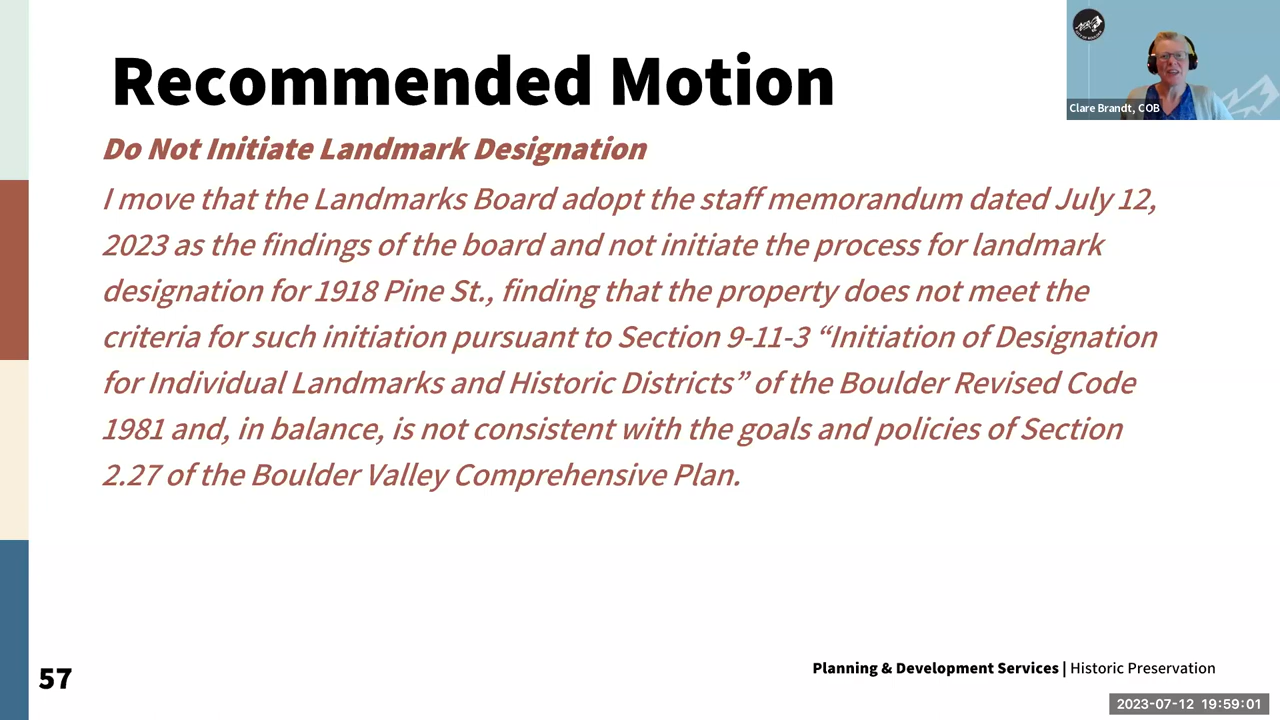 Recommended Motion
Clare Brandt, COB
Do Not Initiate Landmark Designation
I move that the Landmarks Board adopt the staff memorandum dated July 12,
2023 as the findings of the board and not initiate the process for landmark
designation for 1918 Pine St., finding that the property does not meet the
criteria for such initiation pursuant to Section 9-11-3 “Initiation of Designation
for Individual Landmarks and Historic Districts” of the Boulder Revised Code
1981 and, in balance, is not consistent with the goals and policies of Section
2.27 of the Boulder Valley Comprehensive Plan.
57
Planning & Development Services | Historic Preservation
2023-07-12 19:59:01